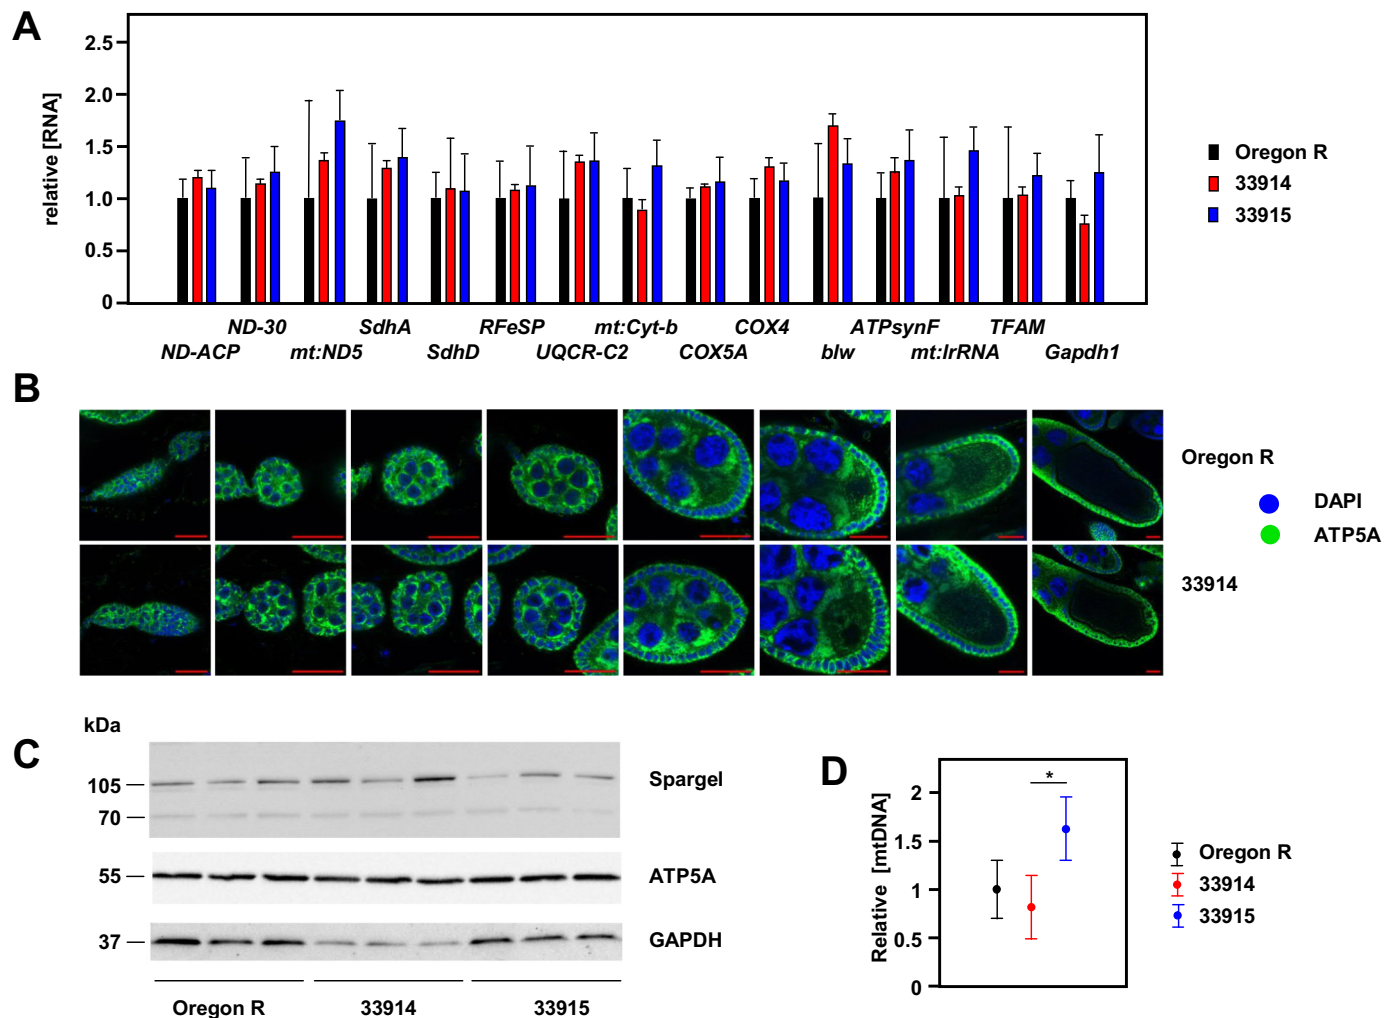 A
2.5
2.0
1.5
1.0
0.5
0
relative [RNA]
Oregon R
33914
33915
ND-30 SdhA RFeSP mt:Cyt-b COX4 ATPsynF TFAM
ND-ACP mt:ND5 SdhD UQCR-C2 COX5A blw mt:lrRNA Gapdh1
B
Oregon R
DAPI
ATP5A
33914
C
kDa
105
70
Spargel
55
ATP5A
37
GAPDH
Oregon R 33914 33915
D
2
1.5
1
0.5
0
Relative [mtDNA]
*
Oregon R
33914
33915